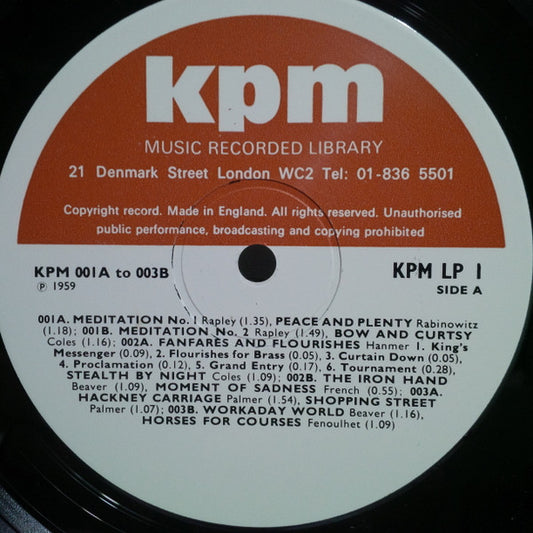 kpm
MUSIC RECORDED LIBRARY
21 Denmark Street London WC2 Tel: 01-836 5501
Copyright record. Made in England. All rights reserved. Unauthorised
public performance, broadcasting and copying prohibited
KPM 001A to 003B
KPM LP 1
℗ 1959
SIDE A
001A. MEDITATION No. 1 Rapley (1.35), PEACE AND PLENTY Rabinowitz
(1.18); 001B. MEDITATION No. 2 Rapley (1.49), BOW AND CURTSY
Coles (1.16); 002A. FANFARES AND FLOURISHES Hanmer 1. King's
Messenger (0.09), 2. Flourishes for Brass (0.05), 3. Curtain Down (0.05),
4. Proclamation (0.12), 5. Grand Entry (0.17), 6. Tournament (0.28),
STEALTH BY NIGHT Coles (1.09); 002B. THE IRON HAND
Beaver (1.09), MOMENT OF SADNESS French (0.55); 003A.
HACKNEY CARRIAGE Palmer (1.54), SHOPPING STREET
Palmer (1.07); 003B. WORKADAY WORLD Beaver (1.16),
HORSES FOR COURSES Fenoulhet (1.09)